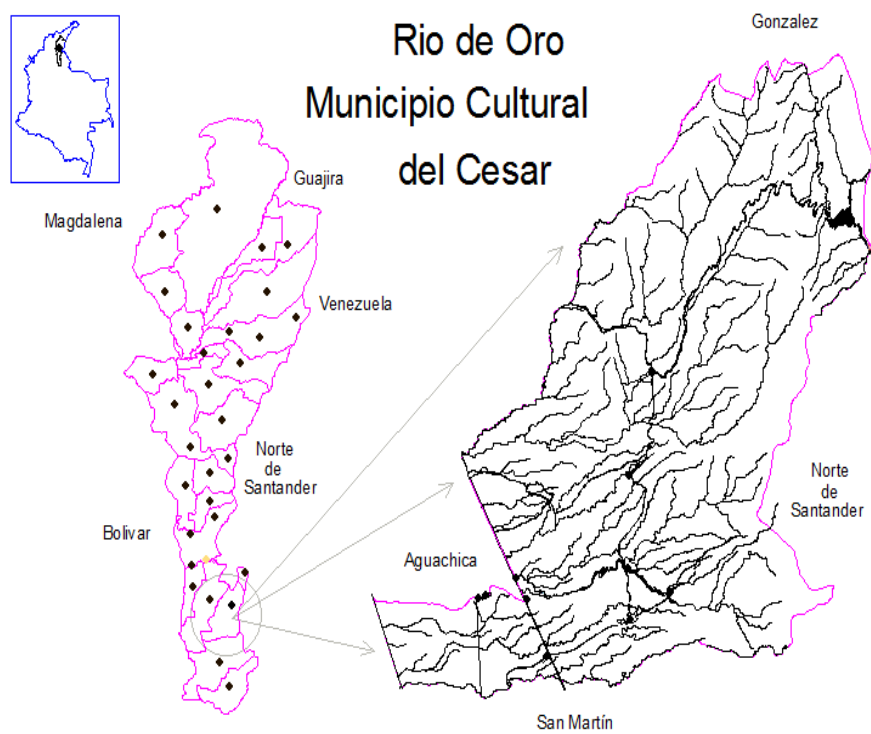 Rio de Oro
Municipio Cultural
del Cesar
Gonzalez
Guajira
Magdalena
Venezuela
Norte
de
Santander
Bolivar
Norte
de
Santander
Aguachica
San Martín